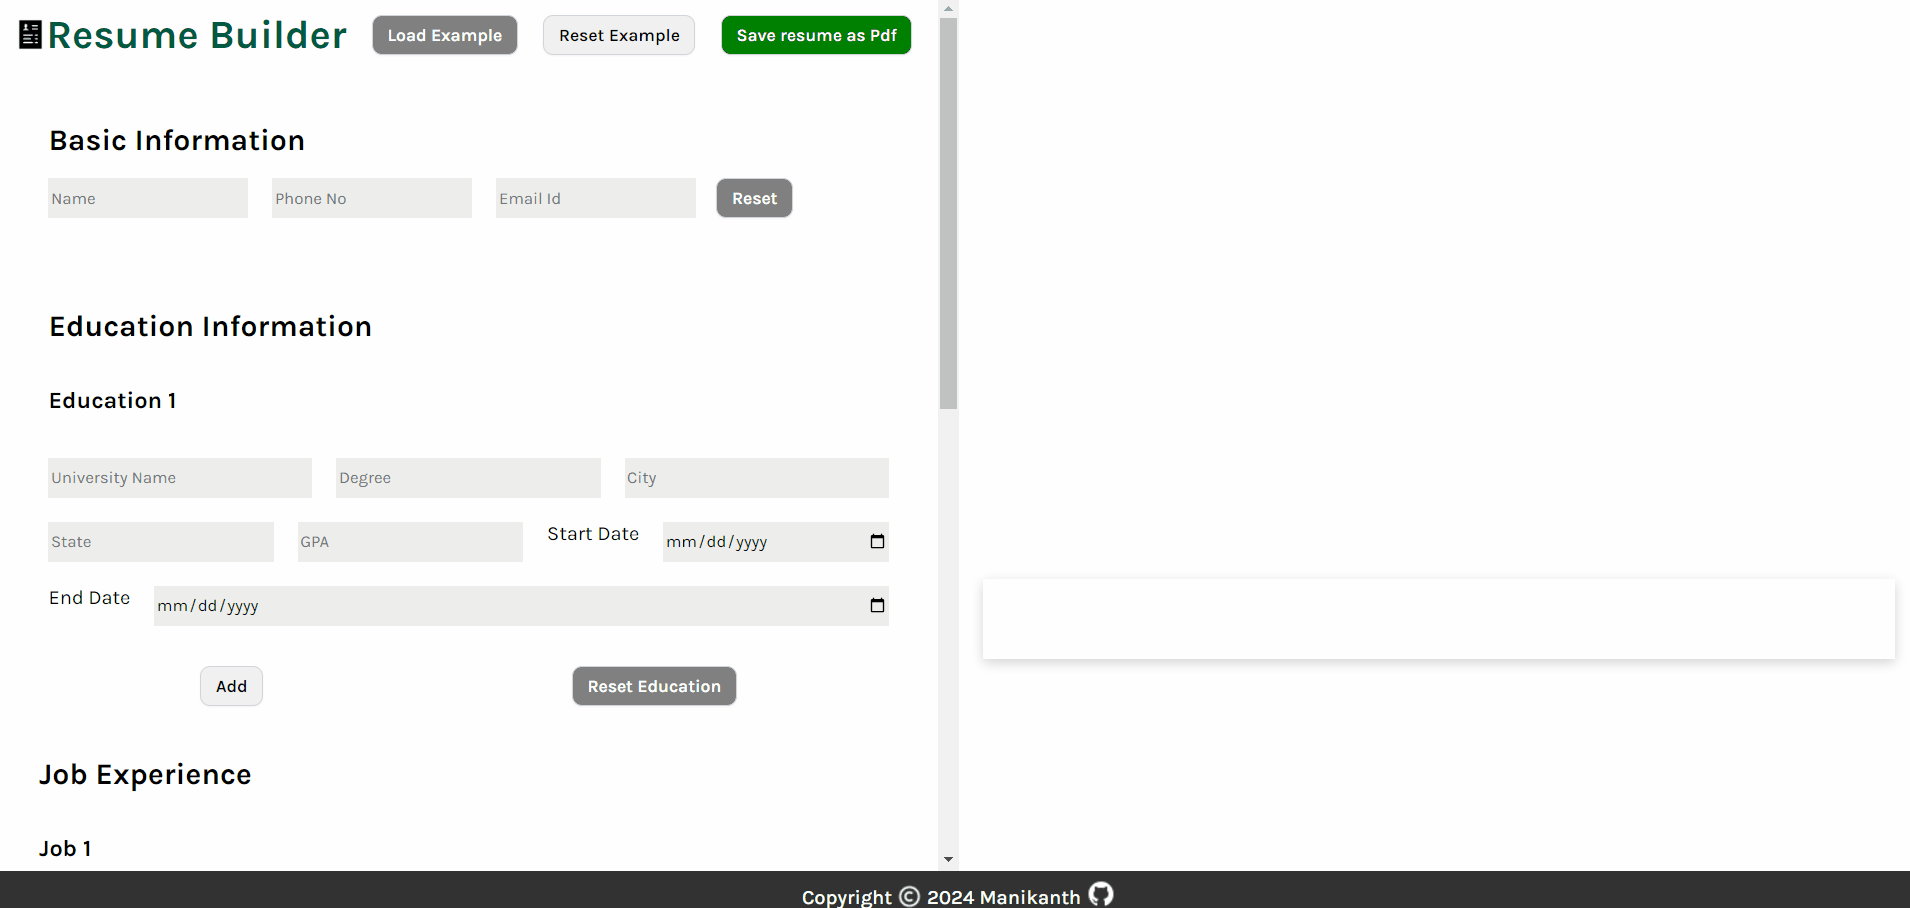 Resume Builder Load Example Reset Example Save resume as Pdf
Basic Information
Name Phone No Email Id Reset
Education Information
Education 1
University Name Degree City
State GPA Start Date mm/dd/yyyy
End Date mm/dd/yyyy
Add Reset Education
Job Experience
Job 1
Copyright © 2024 Manikanth